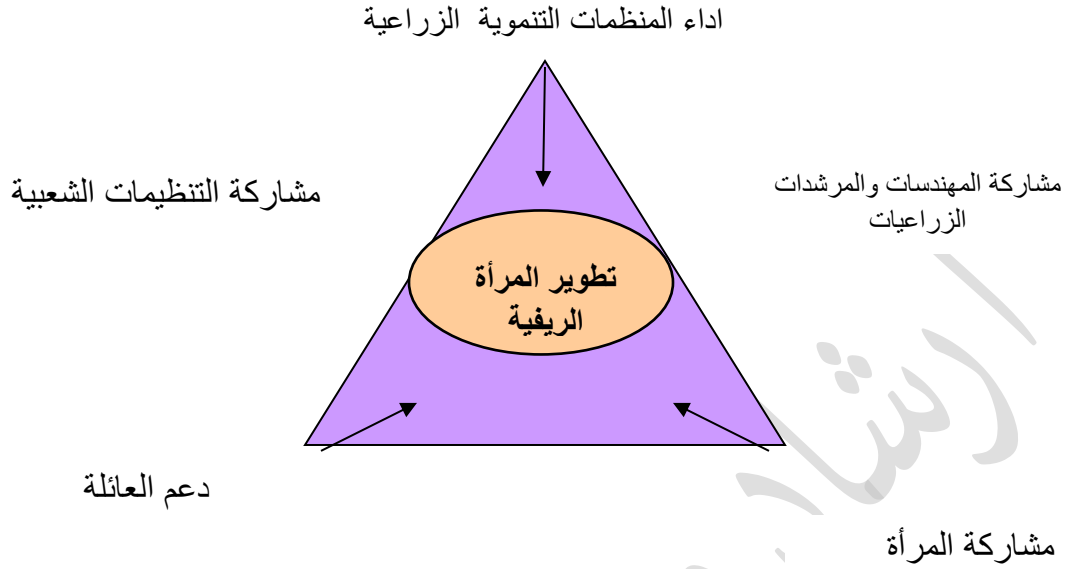 اداء المنظمات التنموية الزراعية
مشاركة المهندسات والمرشدات
الزراعيات
مشاركة التنظيمات الشعبية
تطوير المرأة
الريفية
دعم العائلة
مشاركة المرأة